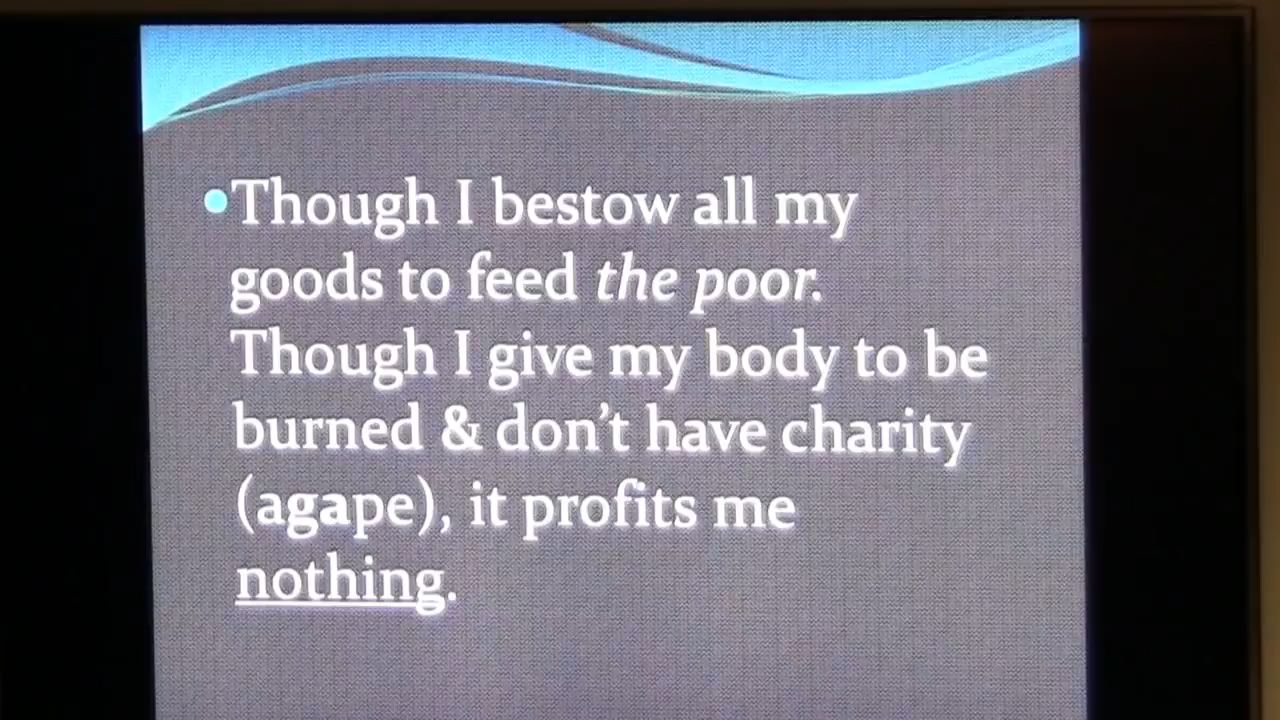 •Though I bestow all my
goods to feed the poor.
Though I give my body to be
burned & don't have charity
(agape), it profits me
nothing.